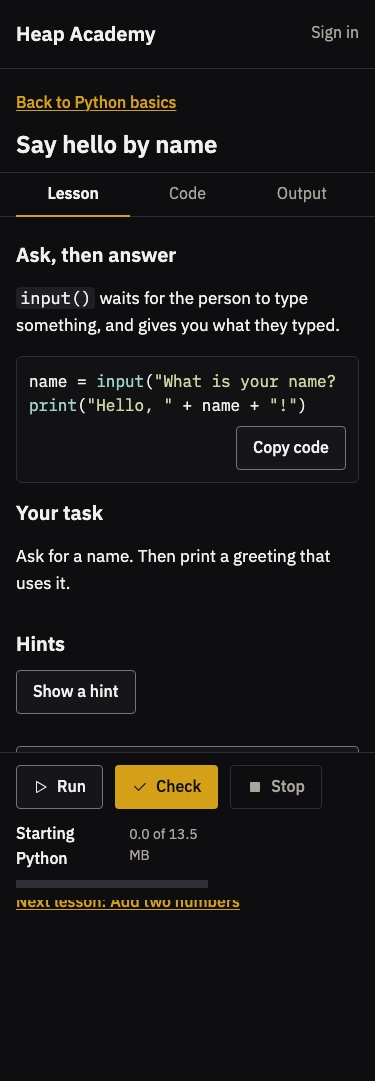 Heap Academy
Sign in
Back to Python basics
Say hello by name
Lesson
Code
Output
Ask, then answer
input() waits for the person to type
something, and gives you what they typed.
name = input("What is your name?
print("Hello, " + name + "!")
Copy code
Your task
Ask for a name. Then print a greeting that
uses it.
Hints
Show a hint
Run
Check
Stop
Starting
Python
0.0 of 13.5
MB
Next lesson: Add two numbers